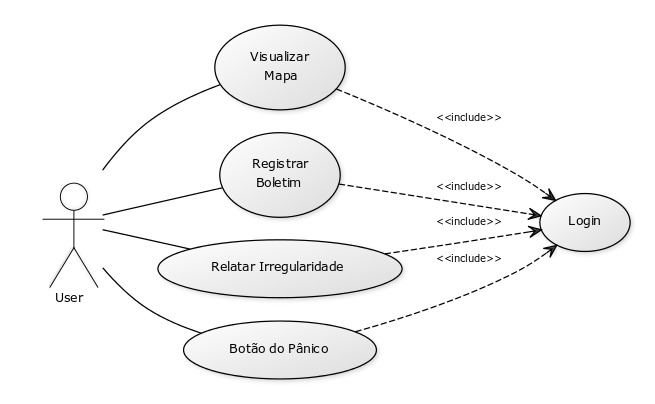 Visualizar
Mapa
<<include>>
Registrar
Boletim
<<include>>
Login
<<include>>
Relatar Irregularidade
<<include>>
User
Botão do Pânico